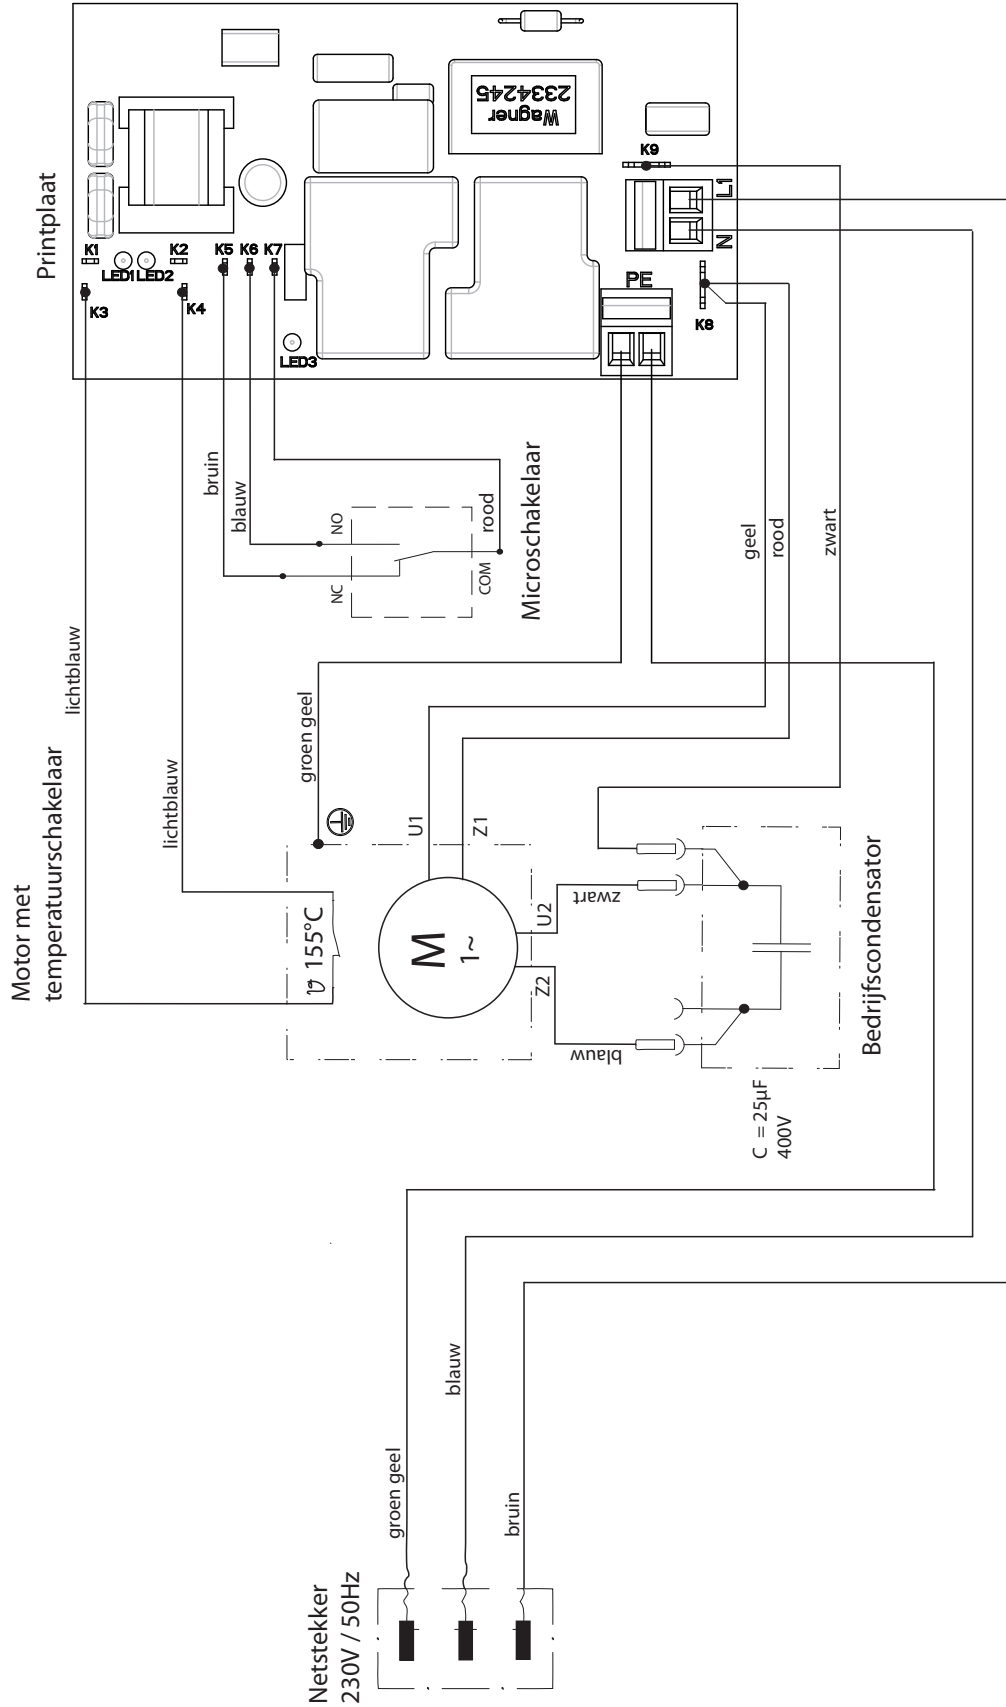 Printplaat
Wagner
2334245
K9
L1
N
PE
K8
K1
K2
LED1
LED2
K3
K4
K5
K6
K7
LED3
bruin
blauw
NO
NC
COM
rood
Microschakelaar
geel
rood
zwart
lichtblauw
lichtblauw
groen geel
Motor met
temperatuurschakelaar
ϑ 155°C
M
1~
U1
Z1
U2
Z2
zwart
blauw
C = 25µF
400V
Bedrijfscondensator
groen geel
blauw
bruin
Netstekker
230V / 50Hz